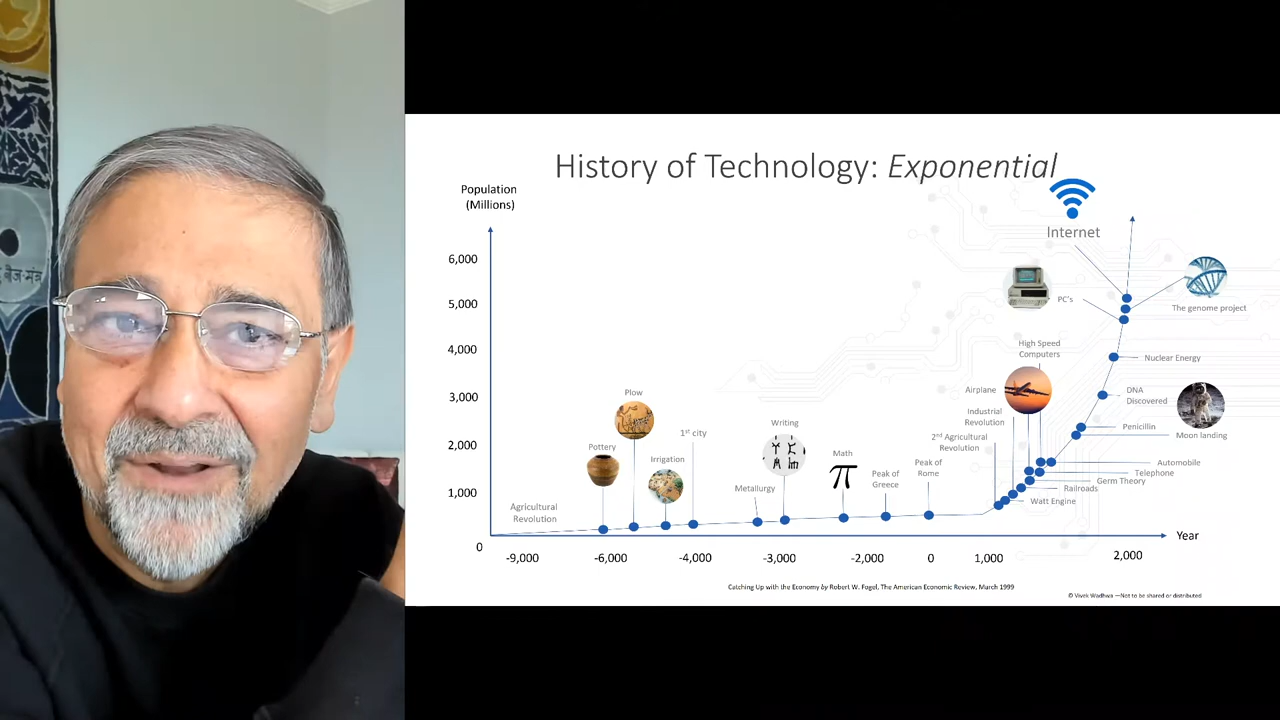 बैज-मंत्र
History of Technology: Exponential
Population
(Millions)
6,000
5,000
4,000
3,000
2,000
1,000
0
Agricultural
Revolution
Pottery
Plow
Irrigation
1st city
Metallurgy
Writing
Math
π
Peak of
Greece
Peak of
Rome
2nd Agricultural
Revolution
Industrial
Revolution
Airplane
High Speed
Computers
PC's
Internet
The genome project
Nuclear Energy
DNA
Discovered
Penicillin
Moon landing
Automobile
Telephone
Germ Theory
Railroads
Watt Engine
Year
-9,000
-6,000
-4,000
-3,000
-2,000
0
1,000
2,000
Catching Up with the Economy by Robert W. Fogel, The American Economic Review, March 1999
© Vivek Wadhwa —Not to be shared or distributed